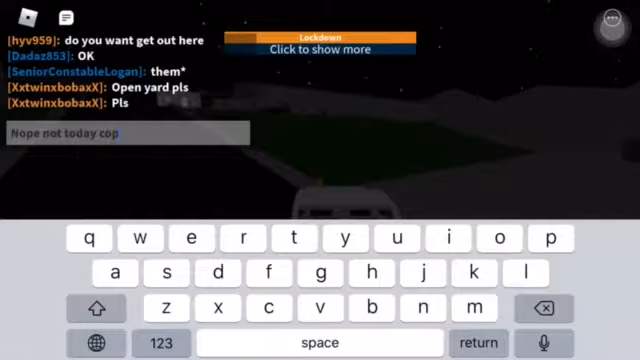 [hyv959]: do you want get out here
[Dadaz853]: OK
[SeniorConstableLogan]: them*
[XxtwinxbobaxX]: Open yard pls
[XxtwinxbobaxX]: Pls
Lockdown
Click to show more
Nope not today cop
q w e r t y u i o p
a s d f g h j k l
z x c v b n m
123 space return